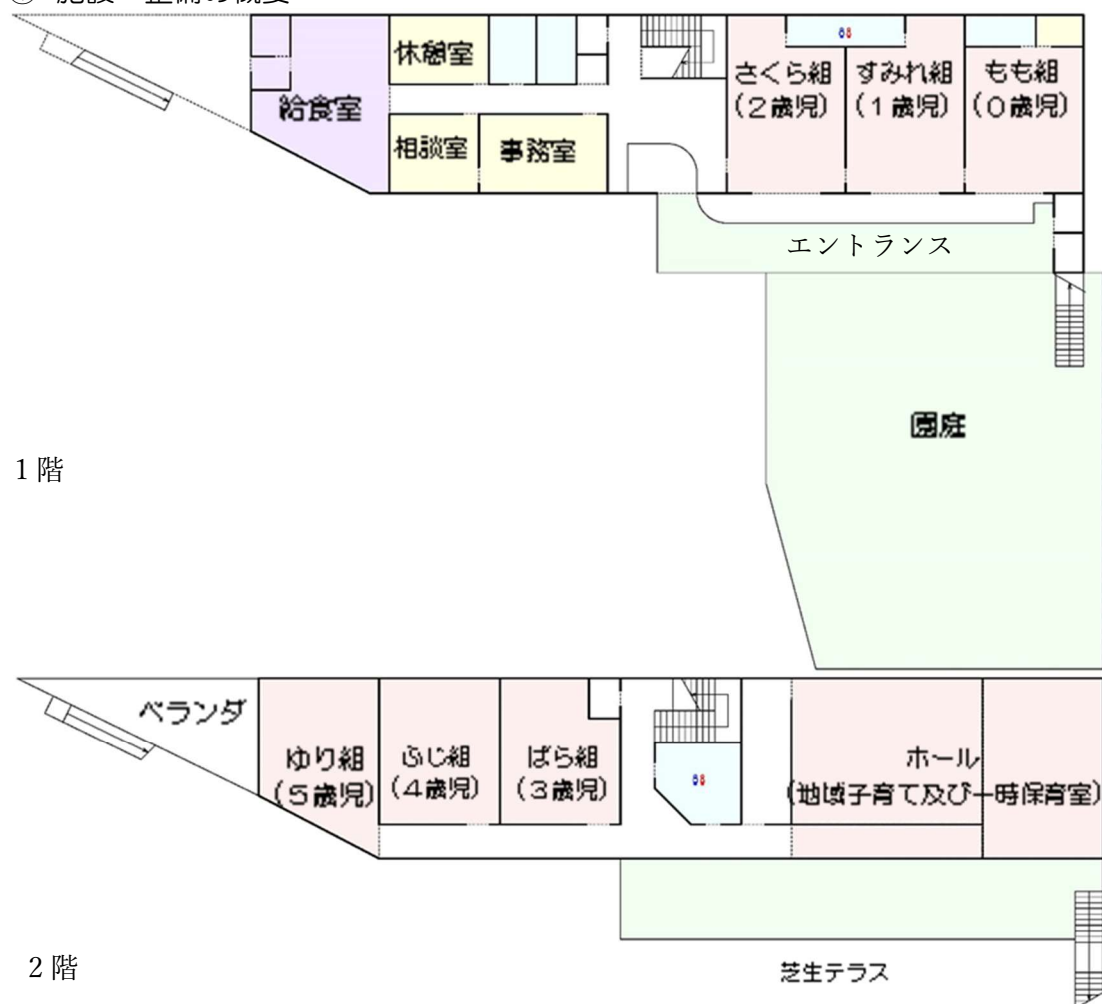 休憩室
給食室
相談室
事務室
さくら組
(2歳児)
すみれ組
(1歳児)
もも組
(0歳児)
エントランス
園庭
1階
ベランダ
ゆり組
(5歳児)
ふじ組
(4歳児)
ばら組
(3歳児)
ホール
(地域子育て及び一時保育室)
2階
芝生テラス